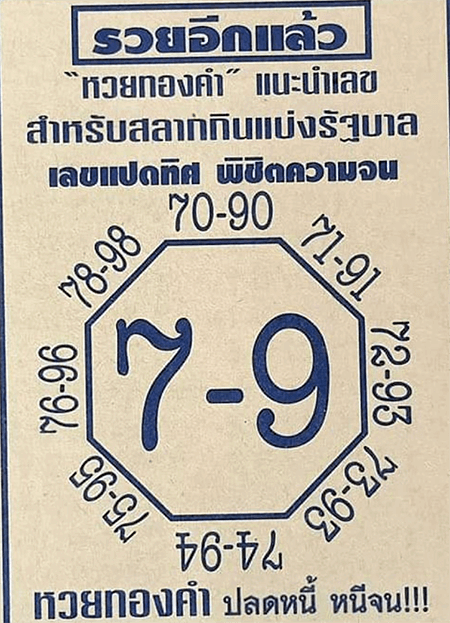 รวยอีกแล้ว
"หวยทองคำ" แนะนำเลข
สำหรับสลากกินแบ่งรัฐบาล
เลขแปดทิศ พิชิตความจน
70-90
71-91
72-93
73-93
74-94
75-95
76-96
78-98
7-9
หวยทองคำ ปลดหนี้ หนีจน!!!